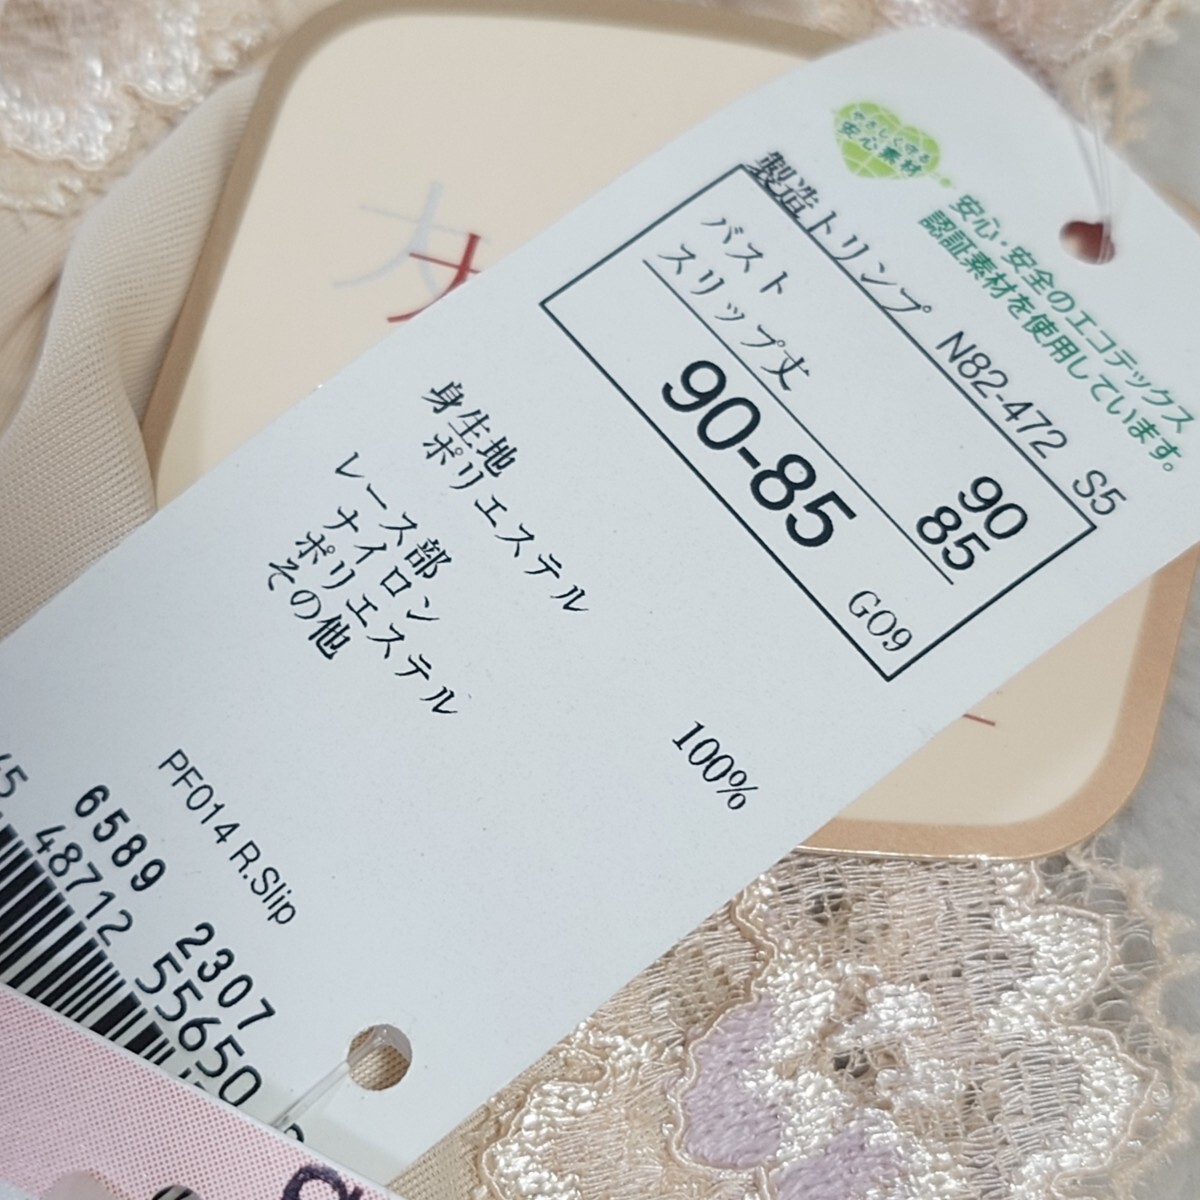 やさしく守る
安心素材
安心・安全のエコテックス
認証素材を使用しています。
製造トリンプ N82-472 S5
バスト 90
スリップ丈 85
90-85 G09
身生地
ポリエステル 100%
レース部
ナイロン
ポリエステル
その他
PF014 R.Slip
6589 2307
48712 55650